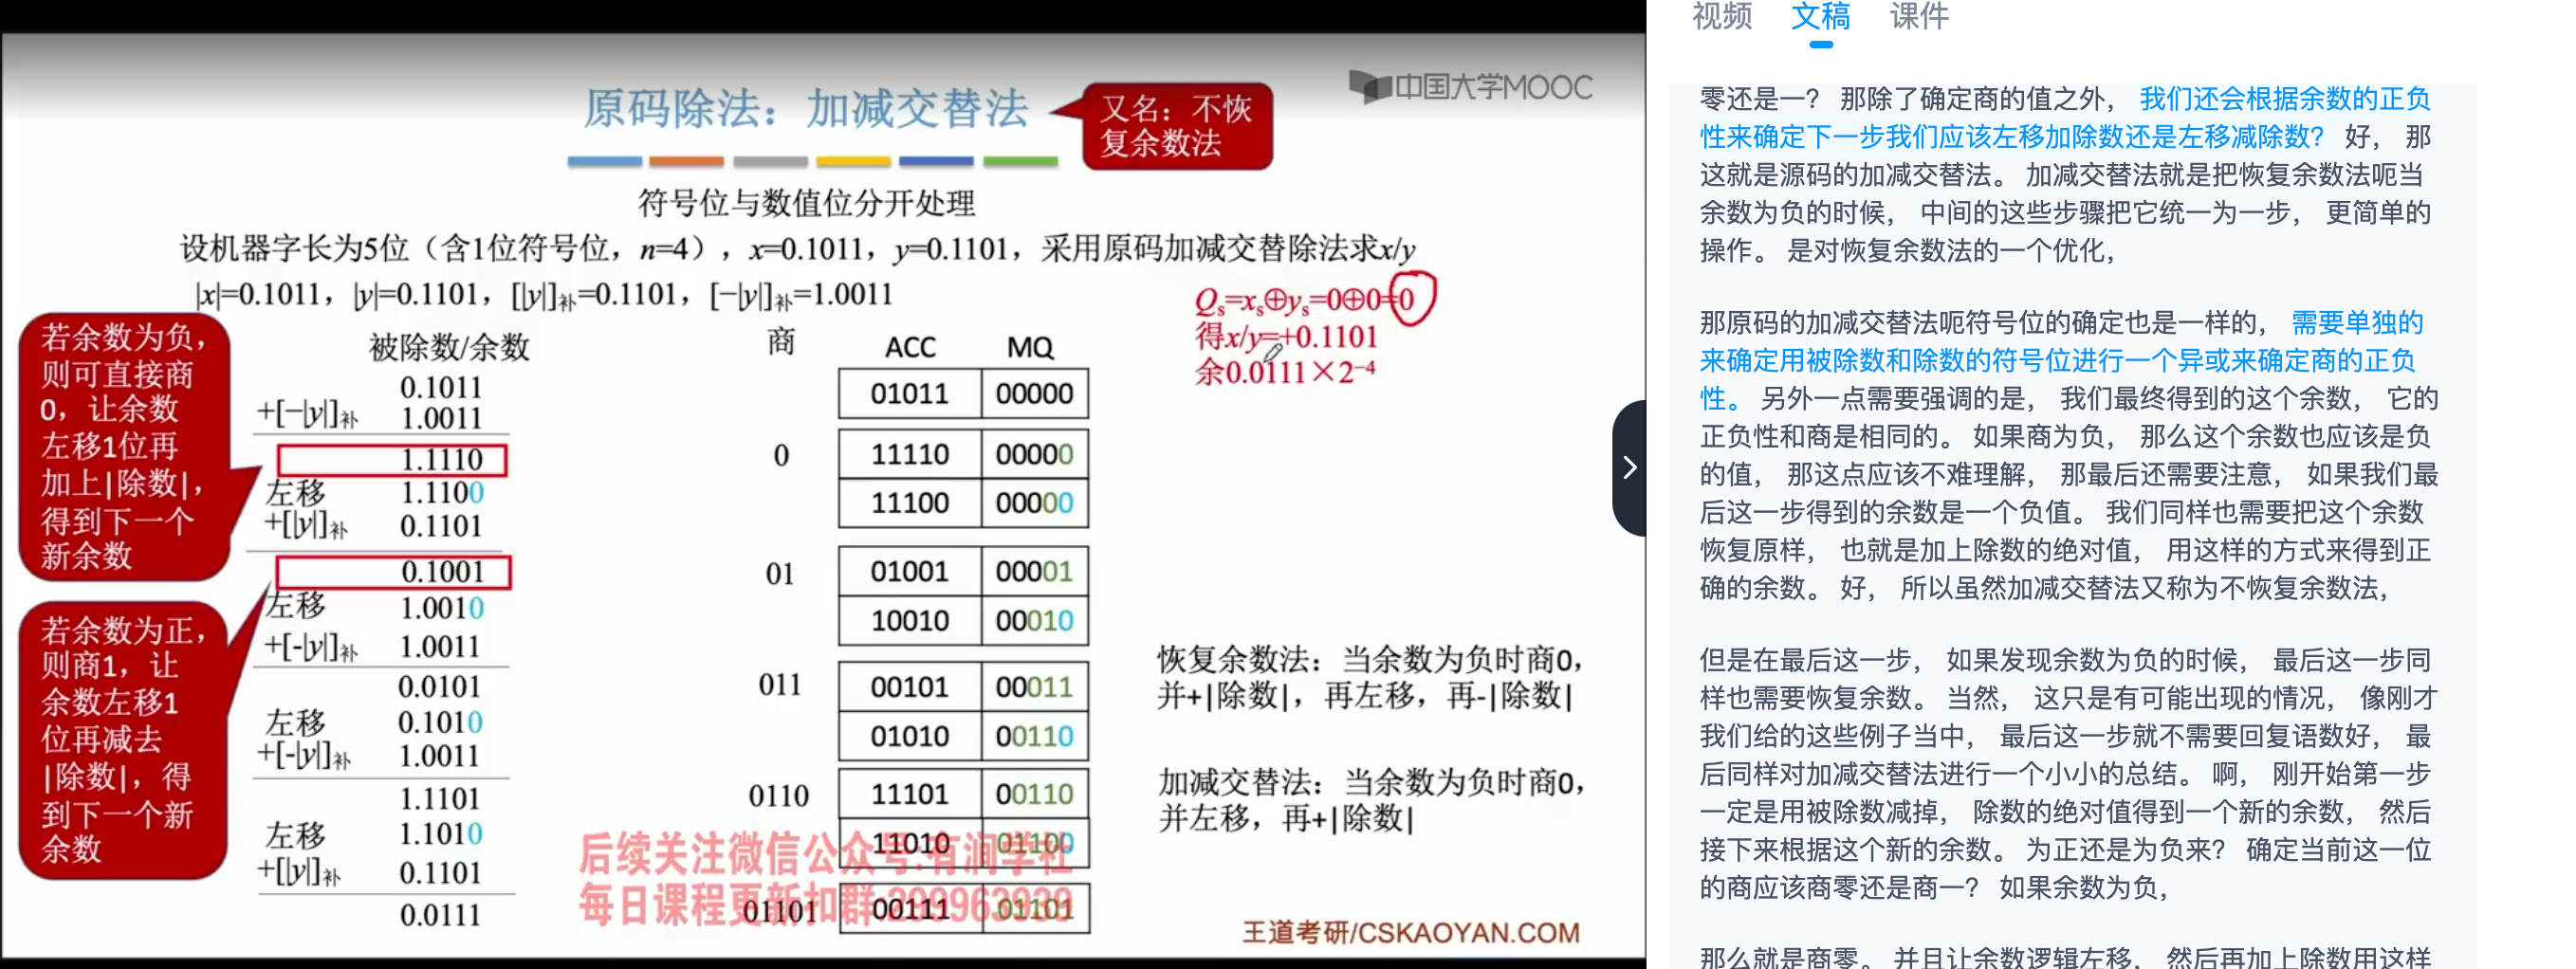 中国大学MOOC
原码除法：加减交替法
又名：不恢
复余数法
符号位与数值位分开处理
设机器字长为5位（含1位符号位，n=4），x=0.1011，y=0.1101，采用原码加减交替除法求x/y
|x|=0.1011，|y|=0.1101，[|y|]补=0.1101，[−|y|]补=1.0011
Qs=xs⊕ys=0⊕0=0
得x/y=+0.1101
余0.0111×2⁻⁴
若余数为负，
则可直接商
0，让余数
左移1位再
加上|除数|，
得到下一个
新余数
若余数为正，
则商1，让
余数左移1
位再减去
|除数|，得
到下一个新
余数
被除数/余数 商 ACC MQ
0.1011 01011 00000
+[−|y|]补 1.0011
1.1110 0 11110 00000
左移 1.1100 11100 00000
+[|y|]补 0.1101
0.1001 01 01001 00001
左移 1.0010 10010 00010
+[-|y|]补 1.0011
0.0101 011 00101 00011
左移 0.1010 01010 00110
+[-|y|]补 1.0011
1.1101 0110 11101 00110
左移 1.1010 11010 01100
+[|y|]补 0.1101
0.0111 01101 00111 01101
恢复余数法：当余数为负时商0，
并+|除数|，再左移，再-|除数|
加减交替法：当余数为负时商0，
并左移，再+|除数|
后续关注微信公众号:有涧学社
每日课程更新扣群
王道考研/CSKAOYAN.COM
视频 文稿 课件
零还是一？ 那除了确定商的值之外， 我们还会根据余数的正负
性来确定下一步我们应该左移加除数还是左移减除数？ 好， 那
这就是源码的加减交替法。 加减交替法就是把恢复余数法呃当
余数为负的时候， 中间的这些步骤把它统一为一步， 更简单的
操作。 是对恢复余数法的一个优化，
那原码的加减交替法呃符号位的确定也是一样的， 需要单独的
来确定用被除数和除数的符号位进行一个异或来确定商的正负
性。 另外一点需要强调的是， 我们最终得到的这个余数， 它的
正负性和商是相同的。 如果商为负， 那么这个余数也应该是负
的值， 那这点应该不难理解， 那最后还需要注意， 如果我们最
后这一步得到的余数是一个负值。 我们同样也需要把这个余数
恢复原样， 也就是加上除数的绝对值， 用这样的方式来得到正
确的余数。 好， 所以虽然加减交替法又称为不恢复余数法，
但是在最后这一步， 如果发现余数为负的时候， 最后这一步同
样也需要恢复余数。 当然， 这只是有可能出现的情况， 像刚才
我们给的这些例子当中， 最后这一步就不需要回复语数好， 最
后同样对加减交替法进行一个小小的总结。 啊， 刚开始第一步
一定是用被除数减掉， 除数的绝对值得到一个新的余数， 然后
接下来根据这个新的余数。 为正还是为负来？ 确定当前这一位
的商应该商零还是商一？ 如果余数为负，
那么就是商零。 并且让余数逻辑左移， 然后再加上除数用这样